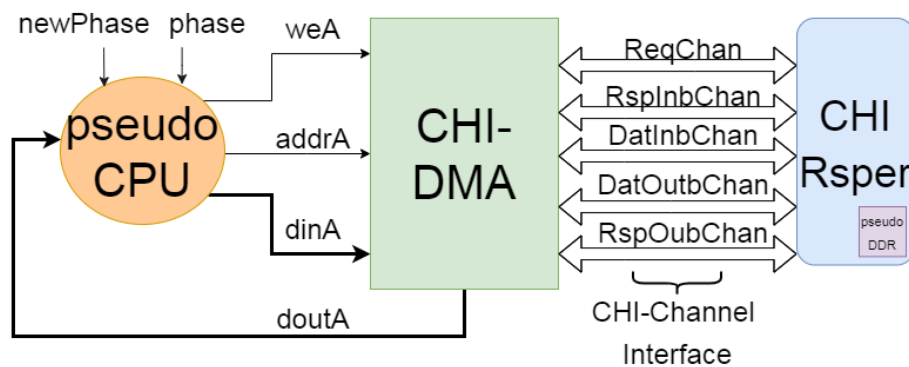 newPhase
phase
weA
pseudo
CPU
addrA
dinA
doutA
CHI-
DMA
ReqChan
RspInbChan
DatInbChan
DatOutbChan
RspOubChan
CHI-Channel
Interface
CHI
Rsper
pseudo
DDR